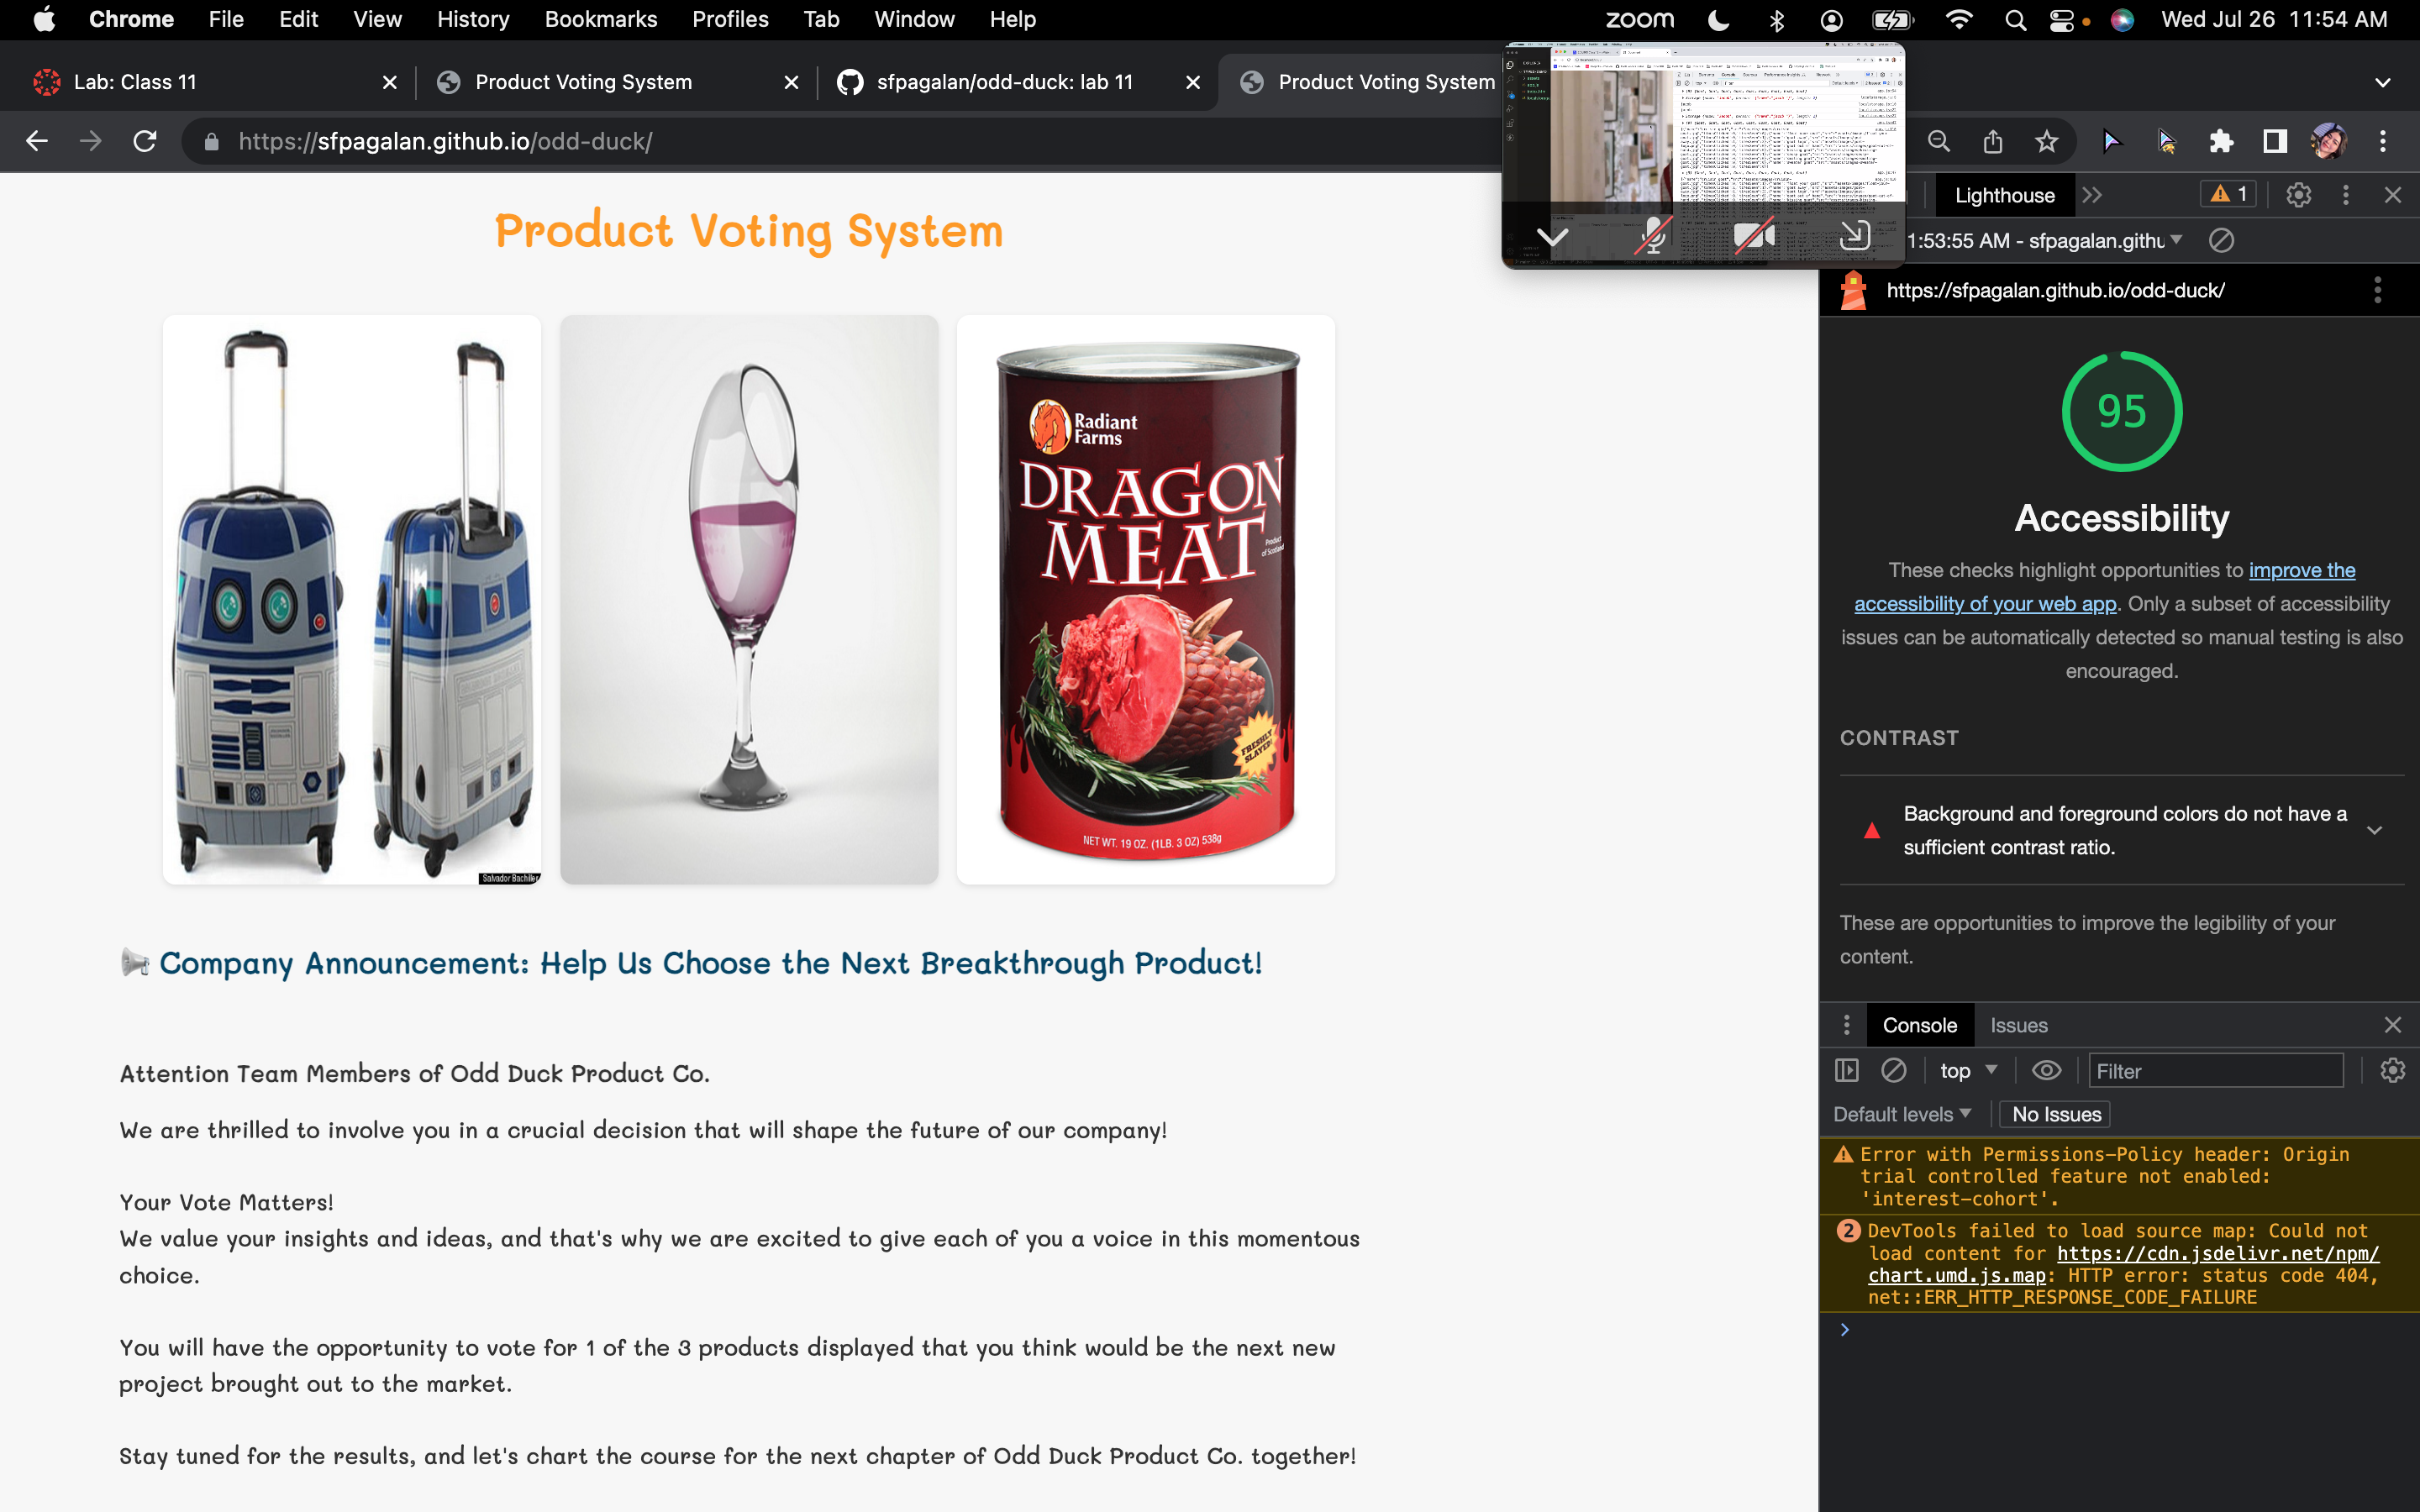 Chrome File Edit View History Bookmarks Profiles Tab Window Help zoom Wed Jul 26 11:54 AM
Lab: Class 11 Product Voting System sfpagalan/odd-duck: lab 11 Product Voting System
https://sfpagalan.github.io/odd-duck/
Product Voting System
Salvador Bachiller
Radiant
Farms
DRAGON
MEAT
Product
of Scotland
FRESHLY
SLAYED!
NET WT. 19 OZ. (1LB. 3 OZ) 538g
Company Announcement: Help Us Choose the Next Breakthrough Product!
Attention Team Members of Odd Duck Product Co.
We are thrilled to involve you in a crucial decision that will shape the future of our company!
Your Vote Matters!
We value your insights and ideas, and that's why we are excited to give each of you a voice in this momentous
choice.
You will have the opportunity to vote for 1 of the 3 products displayed that you think would be the next new
project brought out to the market.
Stay tuned for the results, and let's chart the course for the next chapter of Odd Duck Product Co. together!
Lighthouse 1
1:53:55 AM - sfpagalan.githu
https://sfpagalan.github.io/odd-duck/
95
Accessibility
These checks highlight opportunities to improve the
accessibility of your web app. Only a subset of accessibility
issues can be automatically detected so manual testing is also
encouraged.
CONTRAST
Background and foreground colors do not have a
sufficient contrast ratio.
These are opportunities to improve the legibility of your
content.
Console Issues
top Filter
Default levels No Issues
Error with Permissions-Policy header: Origin
trial controlled feature not enabled:
'interest-cohort'.
2 DevTools failed to load source map: Could not
load content for https://cdn.jsdelivr.net/npm/
chart.umd.js.map: HTTP error: status code 404,
net::ERR_HTTP_RESPONSE_CODE_FAILURE